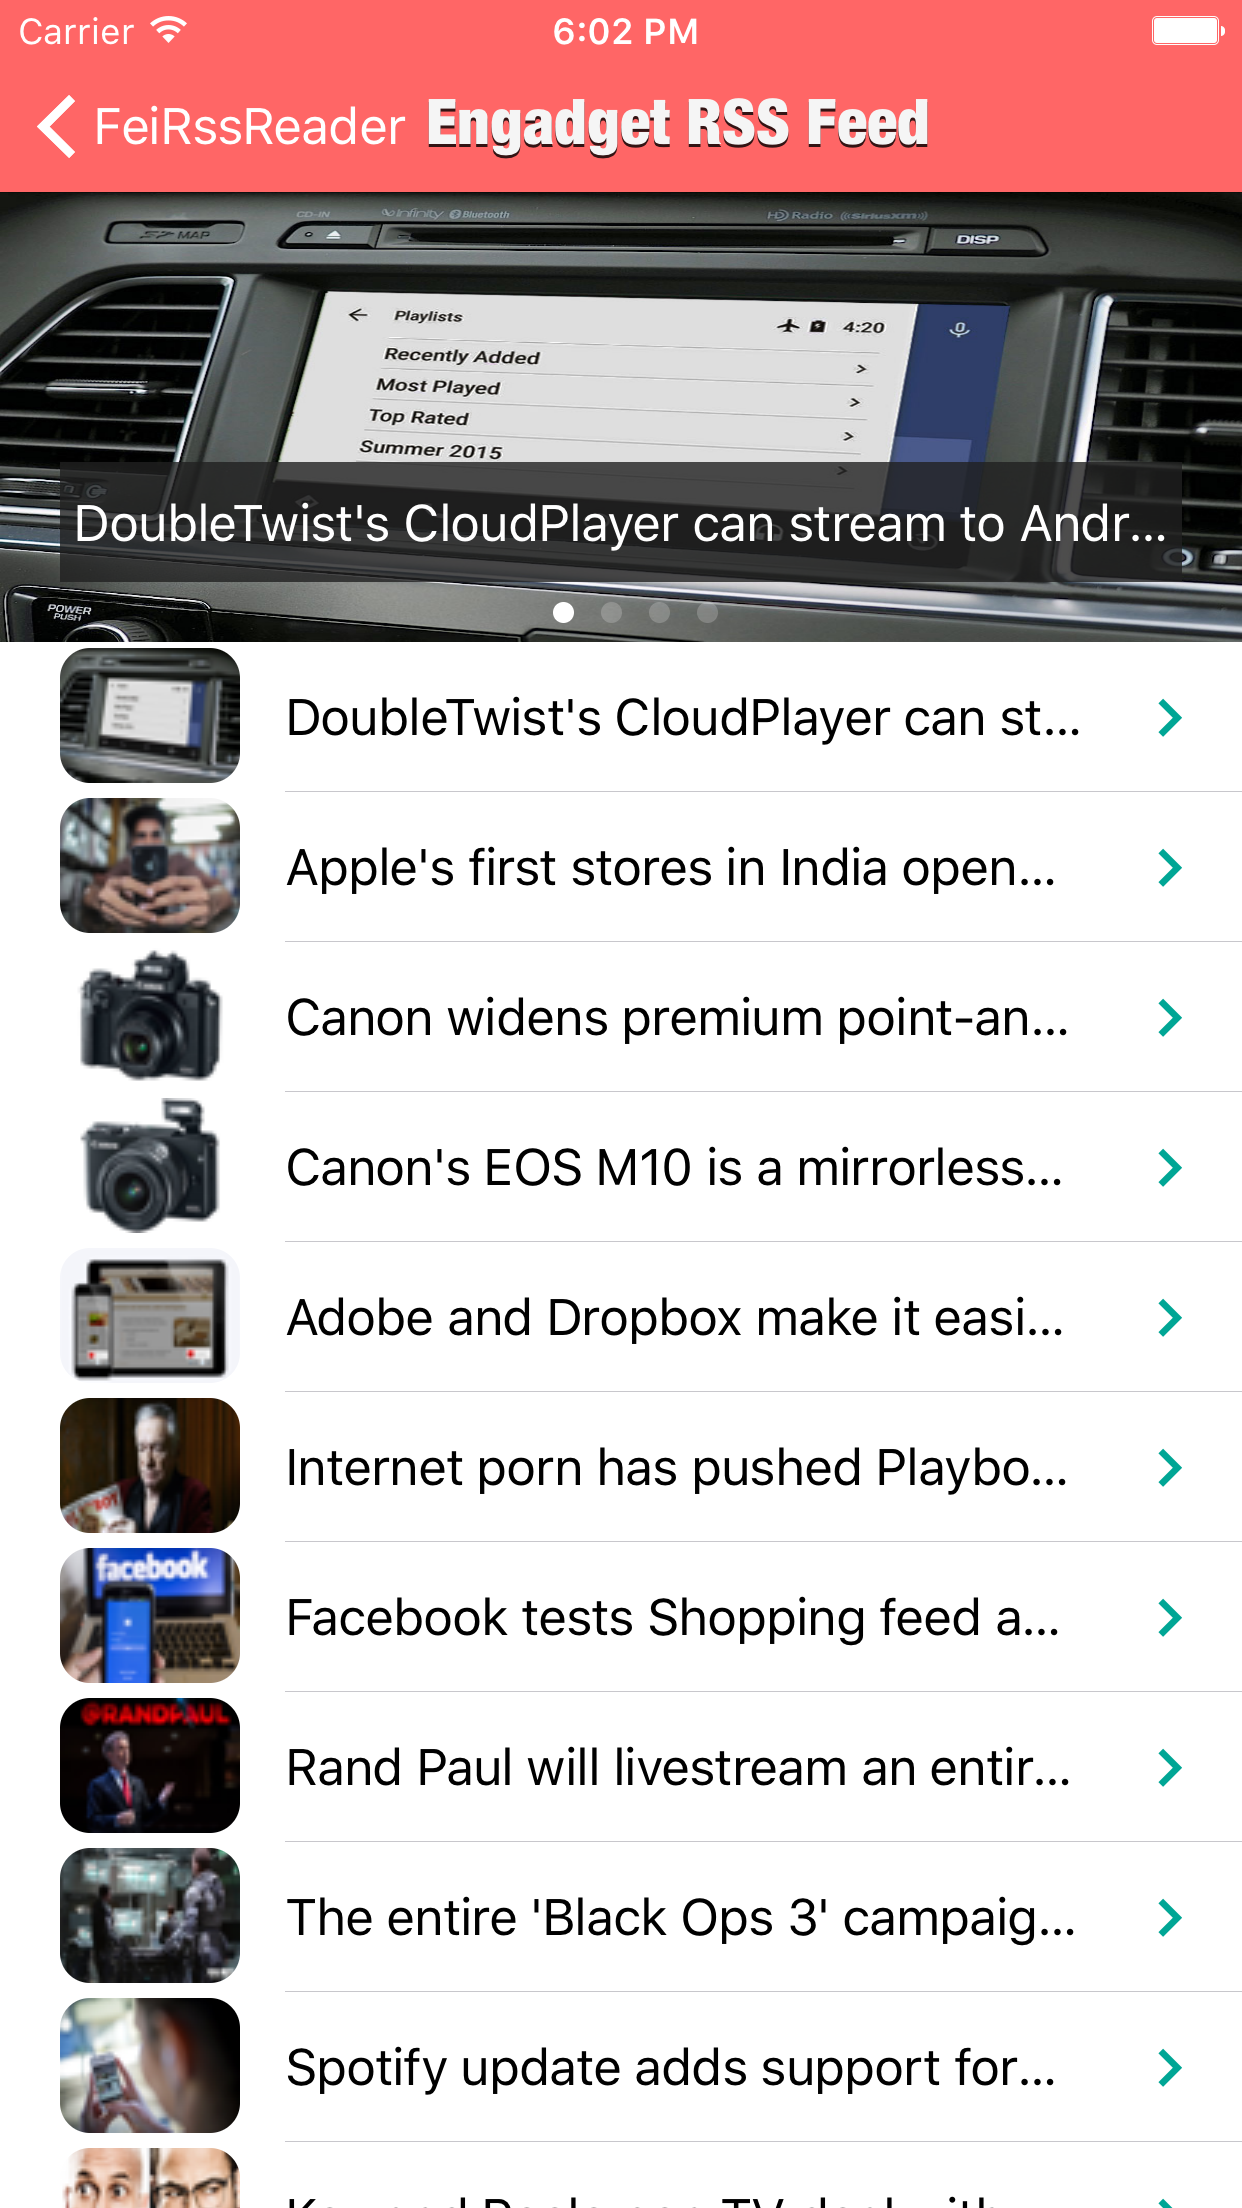 Carrier 6:02 PM
FeiRssReader Engadget RSS Feed
CD-IN Infinity Bluetooth HD Radio ((SiriusXM))
MAP DISP
Playlists 4:20
Recently Added
Most Played
Top Rated
Summer 2015
DoubleTwist's CloudPlayer can stream to Andr...
POWER
PUSH
DoubleTwist's CloudPlayer can st...
Apple's first stores in India open...
Canon widens premium point-an...
Canon's EOS M10 is a mirrorless...
Adobe and Dropbox make it easi...
Internet porn has pushed Playbo...
facebook
Facebook tests Shopping feed a...
@RANDPAUL
Rand Paul will livestream an entir...
The entire 'Black Ops 3' campaig...
Spotify update adds support for...